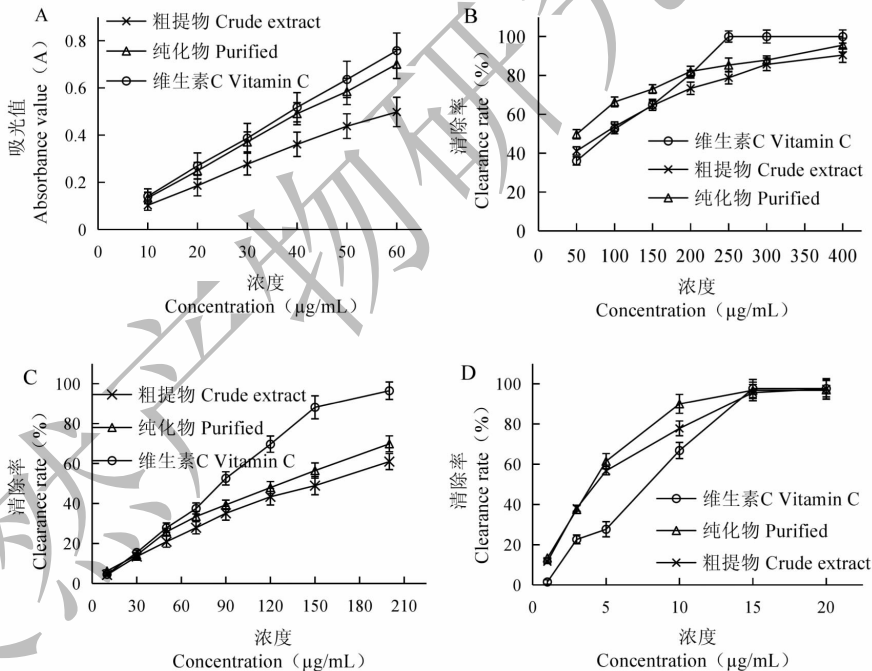 A
粗提物 Crude extract
纯化物 Purified
维生素C Vitamin C
吸光值
Absorbance value（A）
0.8
0.6
0.4
0.2
0
0 10 20 30 40 50 60
浓度
Concentration（μg/mL）
B
维生素C Vitamin C
粗提物 Crude extract
纯化物 Purified
清除率
Clearance rate（%）
100
80
60
40
20
0
0 50 100 150 200 250 300 350 400
浓度
Concentration（μg/mL）
C
粗提物 Crude extract
纯化物 Purified
维生素C Vitamin C
清除率
Clearance rate（%）
100
80
60
40
20
0
0 30 60 90 120 150 180 210
浓度
Concentration（μg/mL）
D
维生素C Vitamin C
纯化物 Purified
粗提物 Crude extract
清除率
Clearance rate（%）
100
80
60
40
20
0
0 5 10 15 20
浓度
Concentration（μg/mL）
然产物研